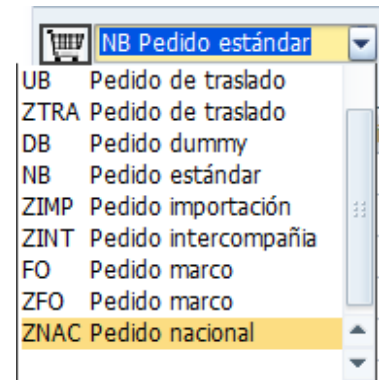 NB Pedido estándar
UB Pedido de traslado
ZTRA Pedido de traslado
DB Pedido dummy
NB Pedido estándar
ZIMP Pedido importación
ZINT Pedido intercompañia
FO Pedido marco
ZFO Pedido marco
ZNAC Pedido nacional